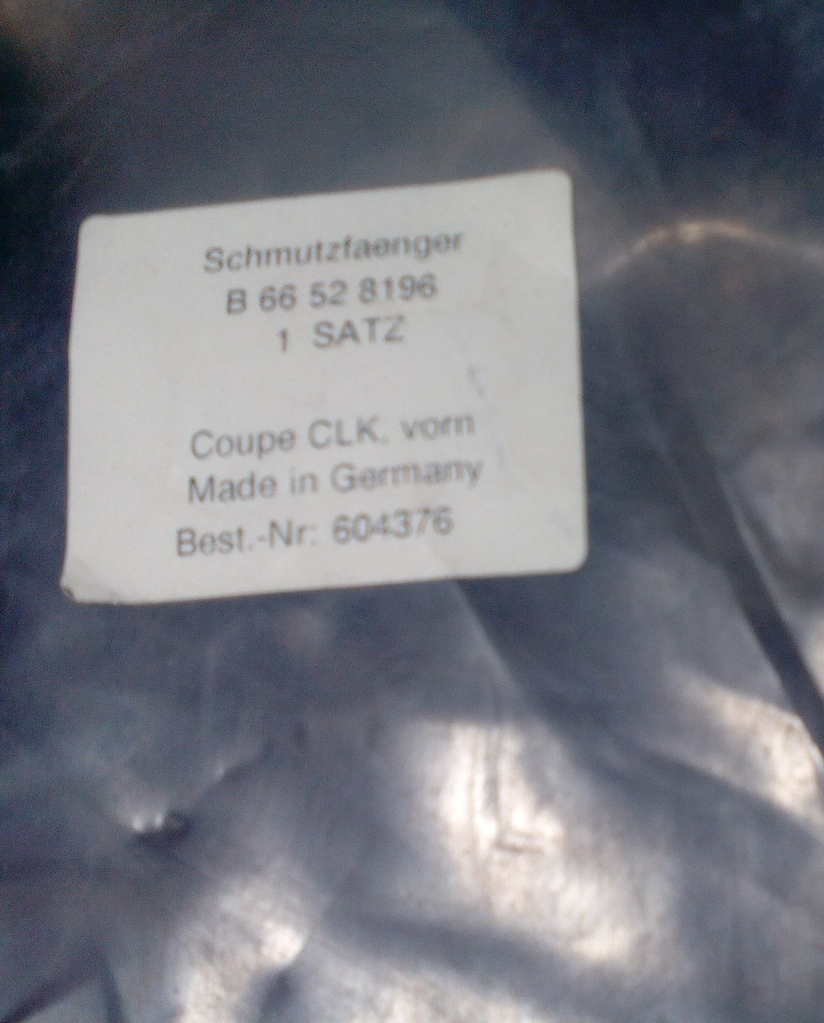 Schmutzfaenger
B 66 52 8196
1 SATZ
Coupe CLK. vorn
Made in Germany
Best.-Nr: 604376